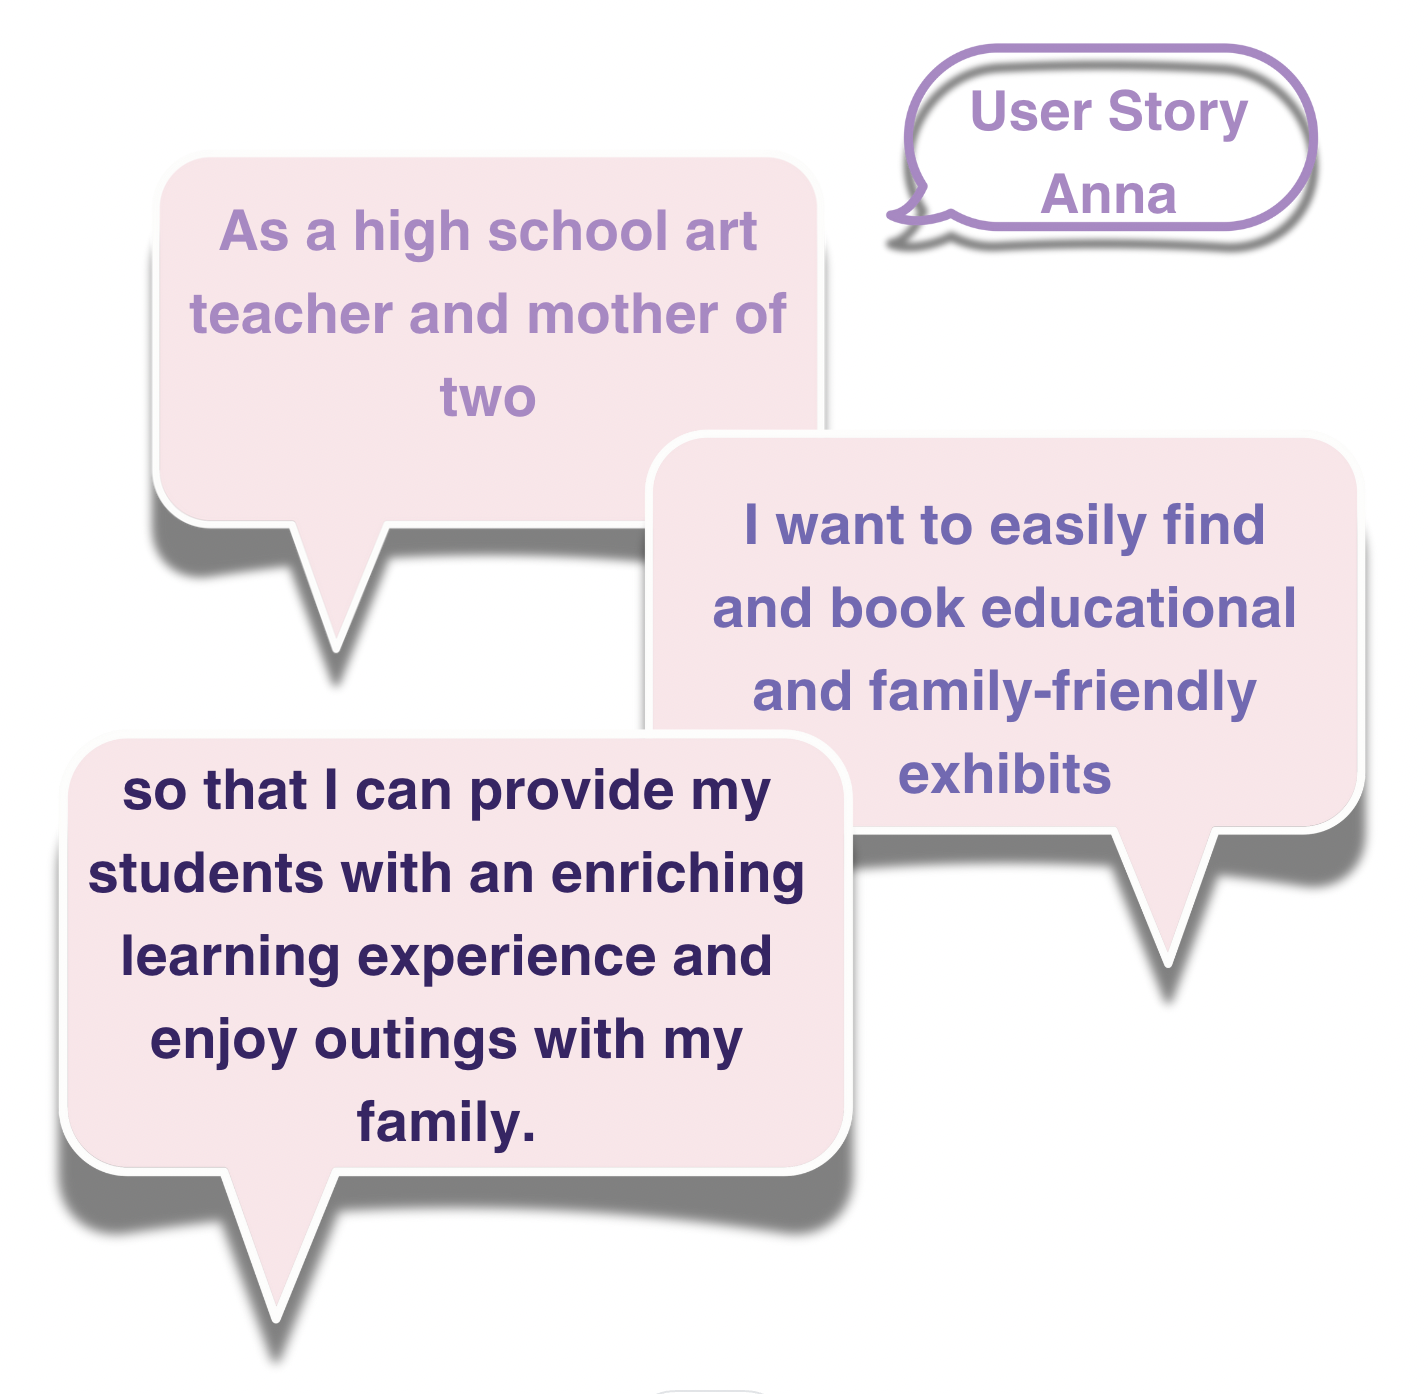 User Story
Anna
As a high school art
teacher and mother of
two
I want to easily find
and book educational
and family-friendly
exhibits
so that I can provide my
students with an enriching
learning experience and
enjoy outings with my
family.